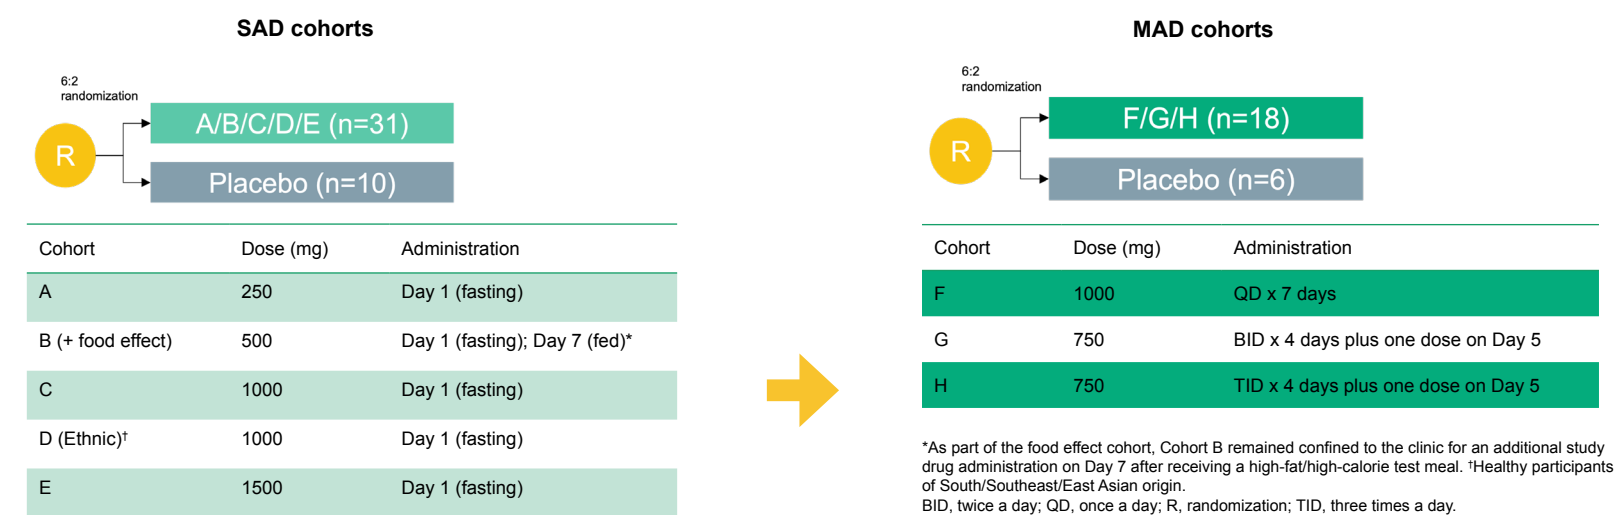 SAD cohorts
6:2
randomization
R
A/B/C/D/E (n=31)
Placebo (n=10)
Cohort Dose (mg) Administration
A 250 Day 1 (fasting)
B (+ food effect) 500 Day 1 (fasting); Day 7 (fed)*
C 1000 Day 1 (fasting)
D (Ethnic)† 1000 Day 1 (fasting)
E 1500 Day 1 (fasting)
MAD cohorts
6:2
randomization
R
F/G/H (n=18)
Placebo (n=6)
Cohort Dose (mg) Administration
F 1000 QD x 7 days
G 750 BID x 4 days plus one dose on Day 5
H 750 TID x 4 days plus one dose on Day 5
*As part of the food effect cohort, Cohort B remained confined to the clinic for an additional study
drug administration on Day 7 after receiving a high-fat/high-calorie test meal. †Healthy participants
of South/Southeast/East Asian origin.
BID, twice a day; QD, once a day; R, randomization; TID, three times a day.